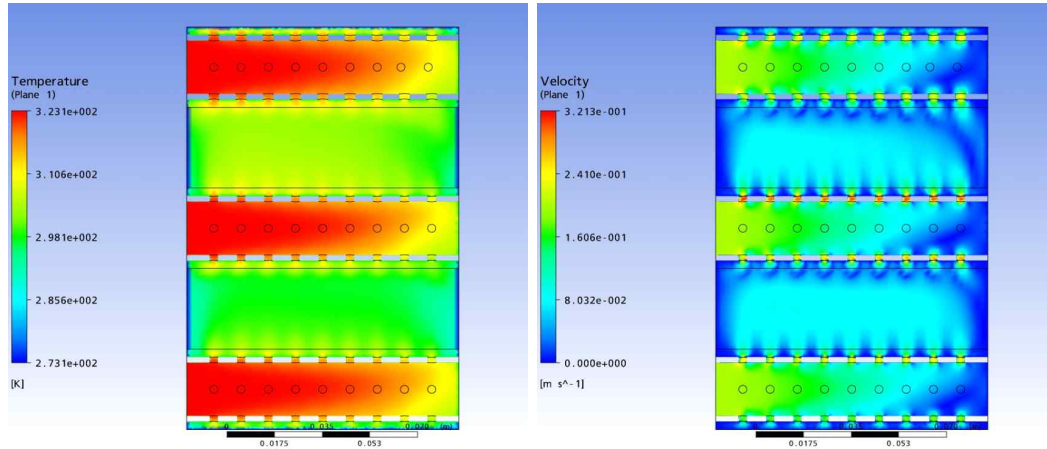 Temperature
(Plane 1)
3.231e+002
3.106e+002
2.981e+002
2.856e+002
2.731e+002
[K]
0.0175
0.053
Velocity
(Plane 1)
3.213e-001
2.410e-001
1.606e-001
8.032e-002
0.000e+000
[m s^-1]
0.0175
0.053